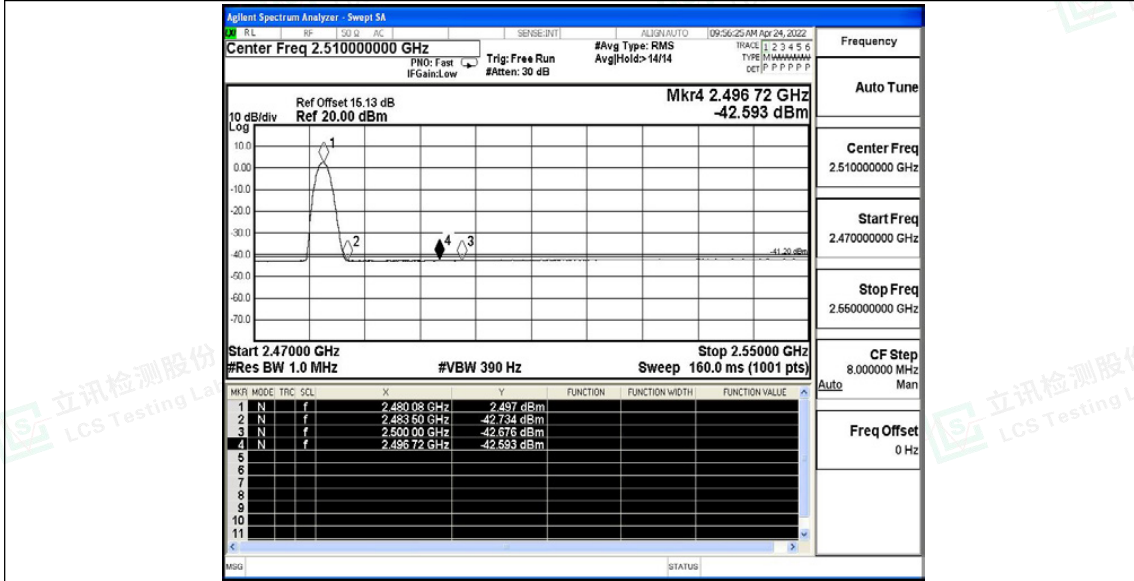 Agilent Spectrum Analyzer - Swept SA
RL RF 50 Ω AC SENSE:INT ALIGN AUTO 09:56:25 AM Apr 24, 2022
Center Freq 2.510000000 GHz
PNO: Fast
IFGain:Low
Trig: Free Run
#Atten: 30 dB
#Avg Type: RMS
Avg|Hold:>14/14
TRACE 1 2 3 4 5 6
TYPE MWWWWW
DET P P P P P P
Frequency
Auto Tune
Center Freq
2.510000000 GHz
Start Freq
2.470000000 GHz
Stop Freq
2.550000000 GHz
CF Step
8.000000 MHz
Auto Man
Freq Offset
0 Hz
Mkr4 2.496 72 GHz
-42.593 dBm
Ref Offset 15.13 dB
10 dB/div Ref 20.00 dBm
Log
10.0
0.00
-10.0
-20.0
-30.0
-40.0
-50.0
-60.0
-70.0
1
2
4
3
-41.20 dBm
Start 2.47000 GHz Stop 2.55000 GHz
#Res BW 1.0 MHz #VBW 390 Hz Sweep 160.0 ms (1001 pts)
MKR MODE TRC SCL X Y FUNCTION FUNCTION WIDTH FUNCTION VALUE
1 N f 2.480 08 GHz 2.497 dBm
2 N f 2.483 50 GHz -42.734 dBm
3 N f 2.500 00 GHz -42.676 dBm
4 N f 2.496 72 GHz -42.593 dBm
5
6
7
8
9
10
11
MSG STATUS
立讯检测股份
LCS Testing Lab
立讯检测股份
LCS Testing L